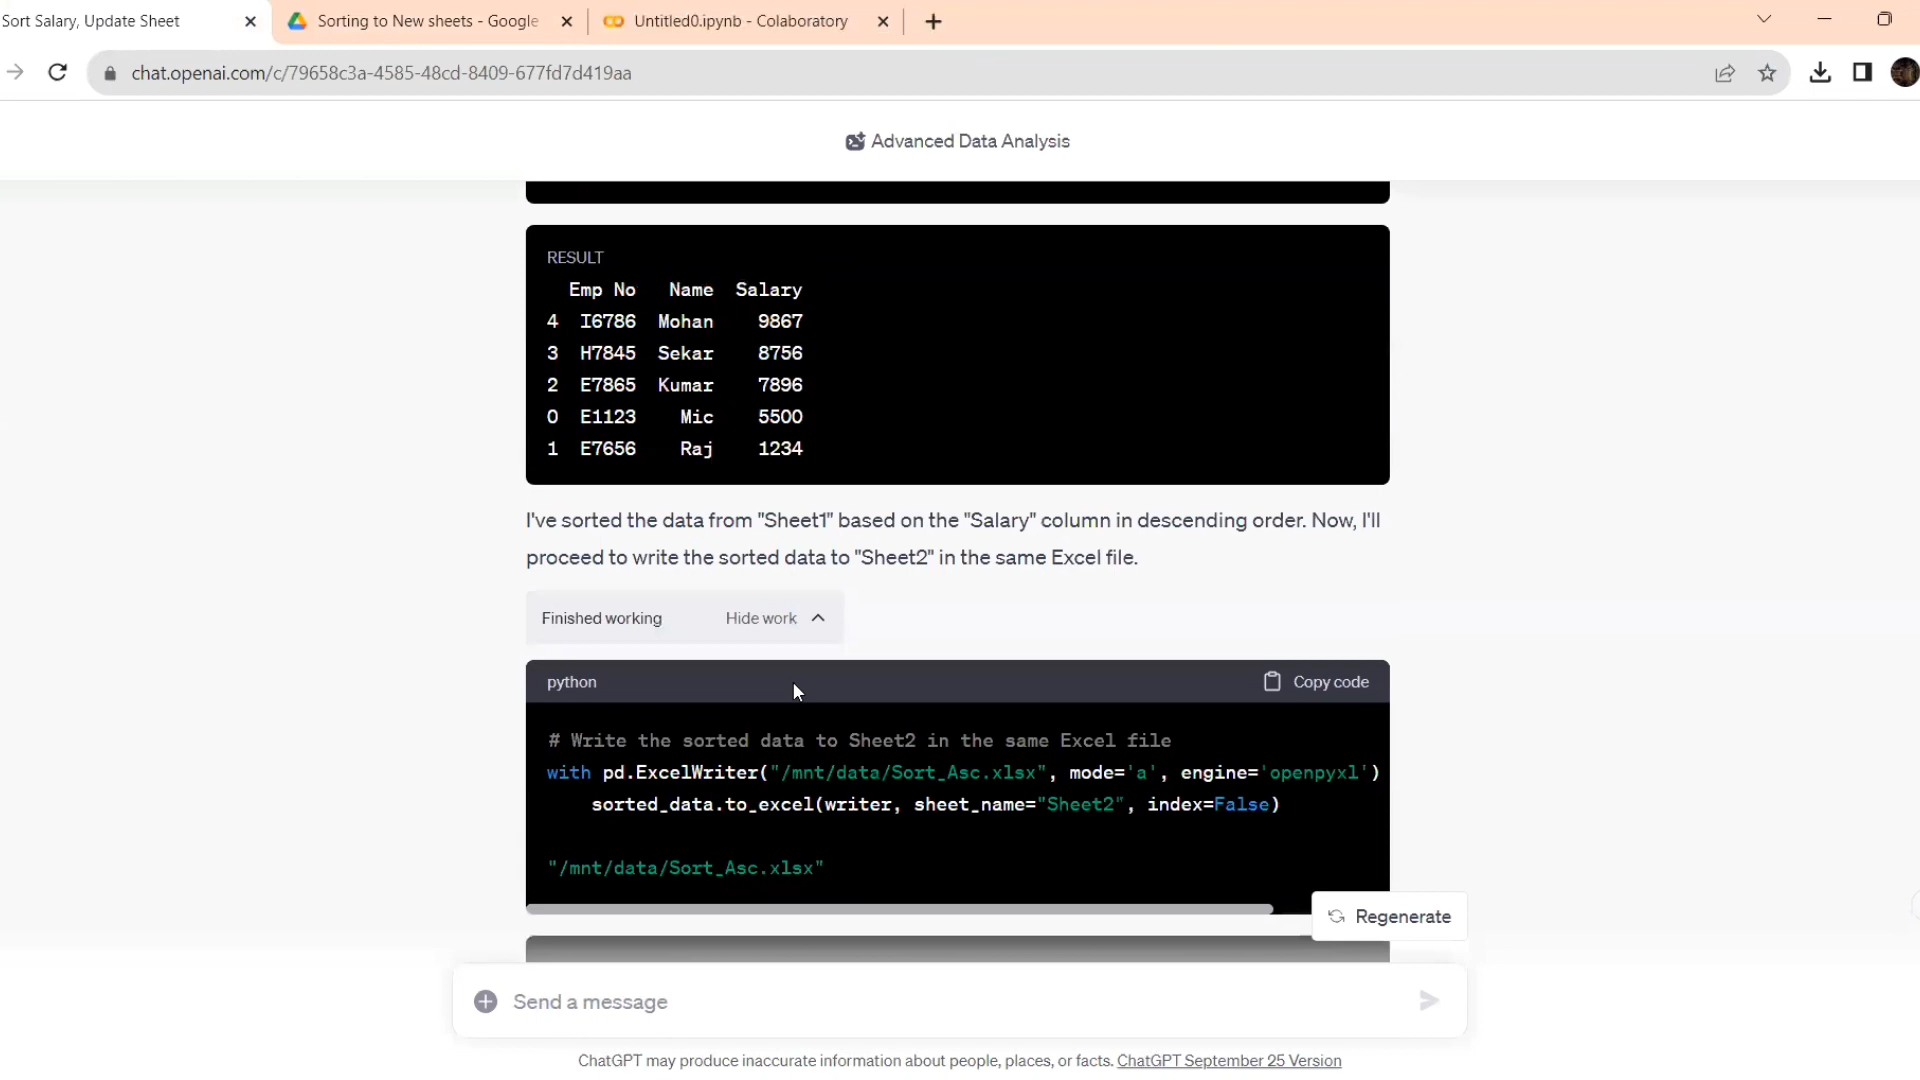 Sort Salary, Update Sheet
Sorting to New sheets - Google
Untitled0.ipynb - Colaboratory
chat.openai.com/c/79658c3a-4585-48cd-8409-677fd7d419aa
Advanced Data Analysis
RESULT
Emp No Name Salary
4 I6786 Mohan 9867
3 H7845 Sekar 8756
2 E7865 Kumar 7896
0 E1123 Mic 5500
1 E7656 Raj 1234
I've sorted the data from "Sheet1" based on the "Salary" column in descending order. Now, I'll
proceed to write the sorted data to "Sheet2" in the same Excel file.
Finished working Hide work
python Copy code
# Write the sorted data to Sheet2 in the same Excel file
with pd.ExcelWriter("/mnt/data/Sort_Asc.xlsx", mode='a', engine='openpyxl')
sorted_data.to_excel(writer, sheet_name="Sheet2", index=False)
"/mnt/data/Sort_Asc.xlsx"
Regenerate
Send a message
ChatGPT may produce inaccurate information about people, places, or facts. ChatGPT September 25 Version